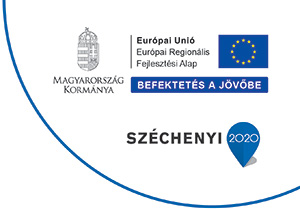 MAGYARORSZÁG
KORMÁNYA
Európai Unió
Európai Regionális
Fejlesztési Alap
BEFEKTETÉS A JÖVŐBE
SZÉCHENYI 2020